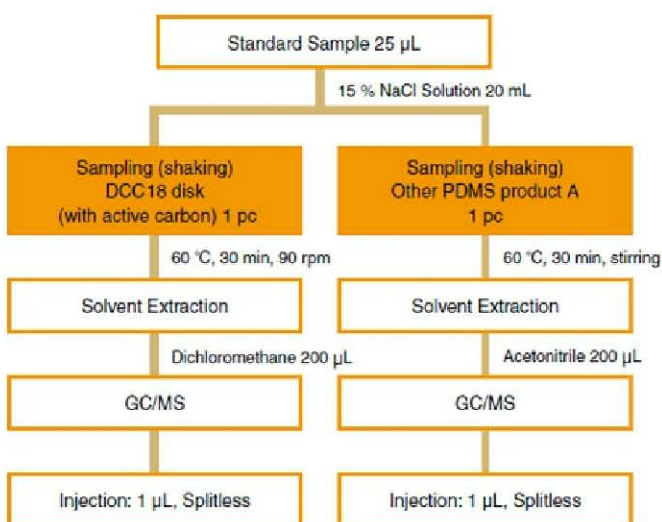 Standard Sample 25 µL
15 % NaCl Solution 20 mL
Sampling (shaking)
DCC18 disk
(with active carbon) 1 pc
60 °C, 30 min, 90 rpm
Solvent Extraction
Dichloromethane 200 µL
GC/MS
Injection: 1 µL, Splitless
Sampling (shaking)
Other PDMS product A
1 pc
60 °C, 30 min, stirring
Solvent Extraction
Acetonitrile 200 µL
GC/MS
Injection: 1 µL, Splitless